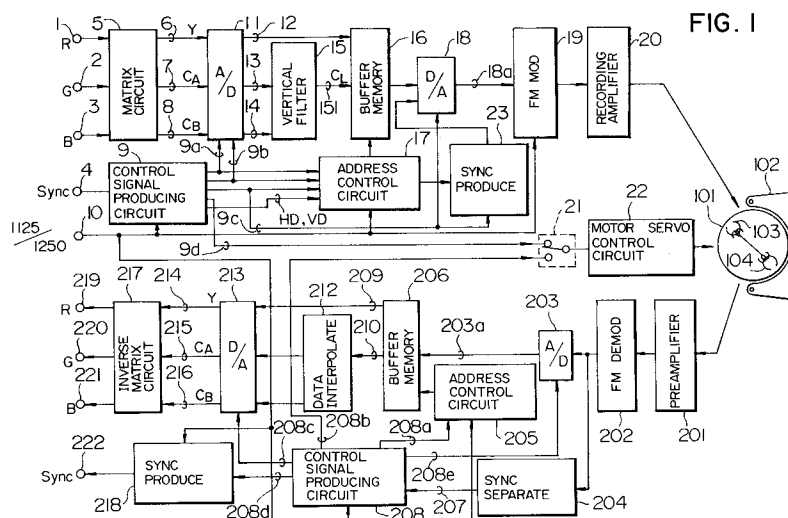 FIG. 1
1 5 6 Y 11 12 15 16 18 19 20
R
MATRIX CIRCUIT
A/D
VERTICAL FILTER
BUFFER MEMORY
D/A
18a
FM MOD
RECORDING AMPLIFIER
2 7 CA 13 CL
G
151
3 8 CB 14
B
9a 9b 17 23
4 9
Sync
CONTROL SIGNAL PRODUCING CIRCUIT
ADDRESS CONTROL CIRCUIT
SYNC PRODUCE
10 9c HD,VD
1125/1250
9d
21 22
MOTOR SERVO CONTROL CIRCUIT
101 102 103 104
219 217 214 Y 213 212 209 206 203
R
INVERSE MATRIX CIRCUIT
D/A
DATA INTERPOLATE
BUFFER MEMORY
203a
A/D
FM DEMOD
PREAMPLIFIER
220 215 CA 210
G
221 216 CB
B
ADDRESS CONTROL CIRCUIT
205 202 201
208c 208b 208a
222
Sync
SYNC PRODUCE
218
208d
CONTROL SIGNAL PRODUCING CIRCUIT
208
208e
207
SYNC SEPARATE
204